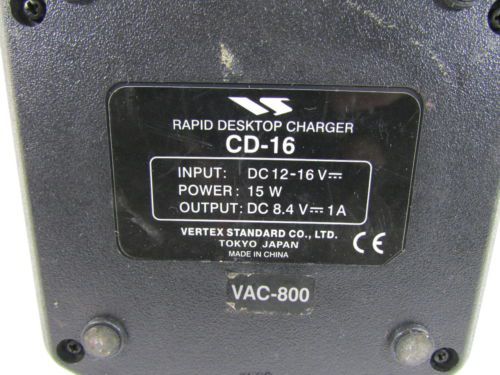 RAPID DESKTOP CHARGER
CD-16
INPUT: DC 12-16 V⎓
POWER: 15 W
OUTPUT: DC 8.4 V⎓1 A
VERTEX STANDARD CO., LTD.
TOKYO JAPAN
MADE IN CHINA
CE
VAC-800